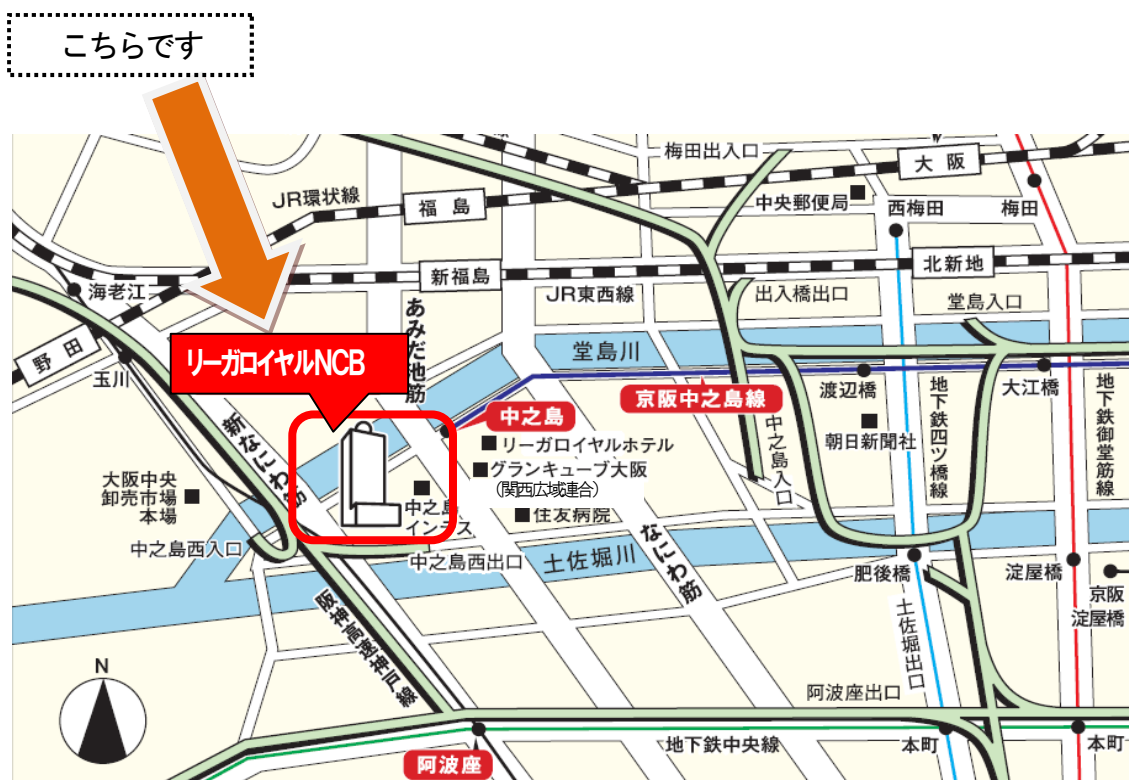 こちらです
梅田出入口
大阪
JR環状線
福島
中央郵便局
西梅田
梅田
新福島
北新地
海老江
JR東西線
出入橋出口
堂島入口
あみだ池筋
野田
リーガロイヤルNCB
堂島川
玉川
京阪中之島線
渡辺橋
大江橋
中之島
地下鉄四ツ橋線
地下鉄御堂筋線
新なにわ筋
リーガロイヤルホテル
中之島入口
朝日新聞社
グランキューブ大阪
(関西広域連合)
大阪中央
卸売市場
本場
中之島
インテス
住友病院
なにわ筋
中之島西入口
中之島西出口
土佐堀川
肥後橋
淀屋橋
京阪
淀屋橋
阪神高速神戸線
土佐堀出口
N
阿波座出口
地下鉄中央線
本町
本町
阿波座